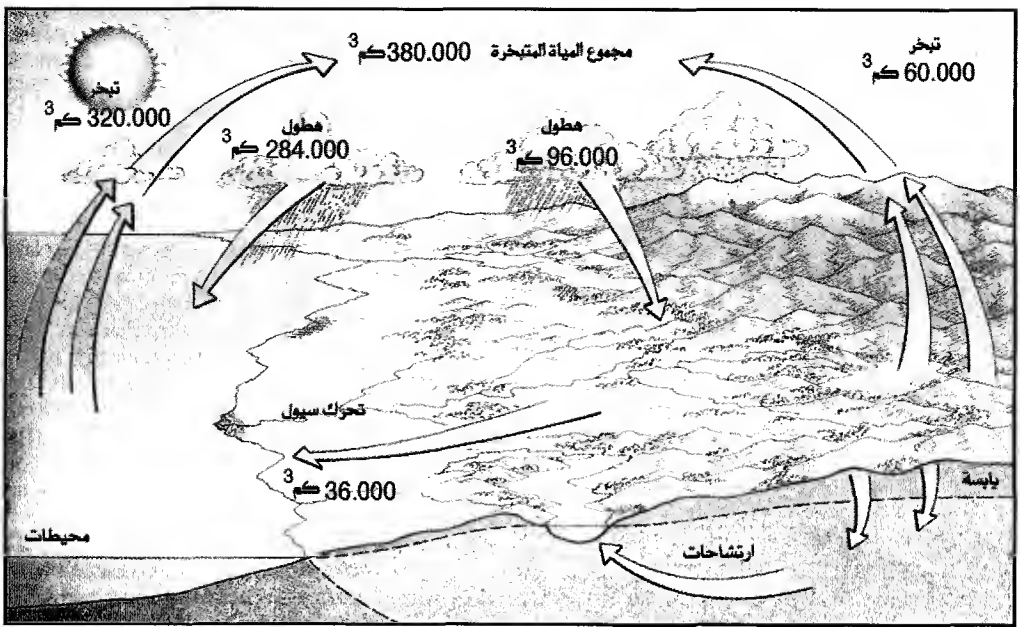 مجموع المياة المتبخرة 380.000 كم3
تبخر
60.000 كم3
تبخر
320.000 كم3
هطول
284.000 كم3
هطول
96.000 كم3
تحرك سيول
36.000 كم3
يابسة
محيطات
ارتشاحات